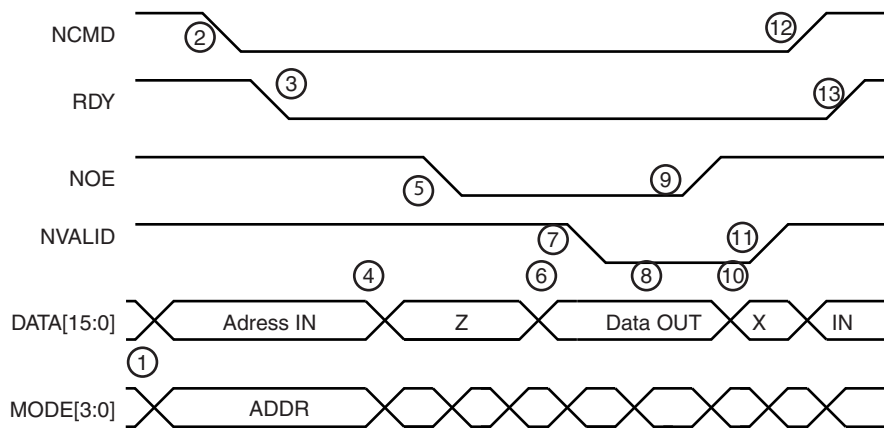 NCMD
2
12
RDY
3
13
NOE
5
9
NVALID
7
11
4
6
8
10
DATA[15:0]
Adress IN
Z
Data OUT
X
IN
1
MODE[3:0]
ADDR